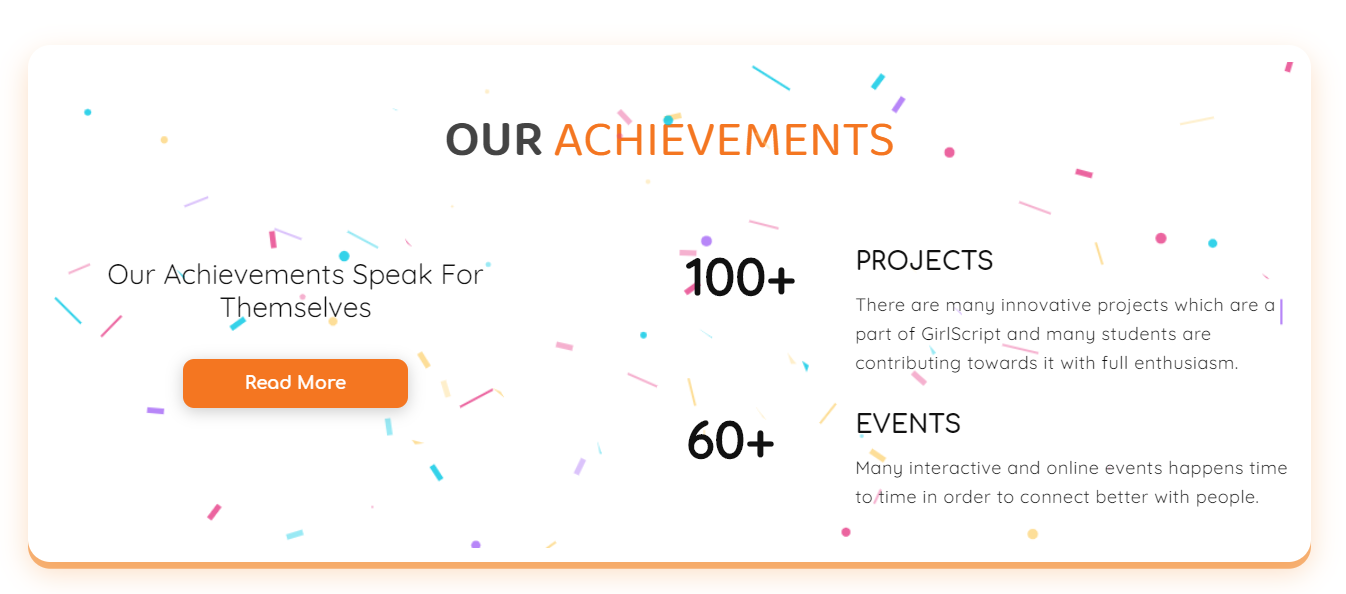 OUR ACHIEVEMENTS
Our Achievements Speak For
Themselves
Read More
100+
PROJECTS
There are many innovative projects which are a
part of GirlScript and many students are
contributing towards it with full enthusiasm.
60+
EVENTS
Many interactive and online events happens time
to time in order to connect better with people.